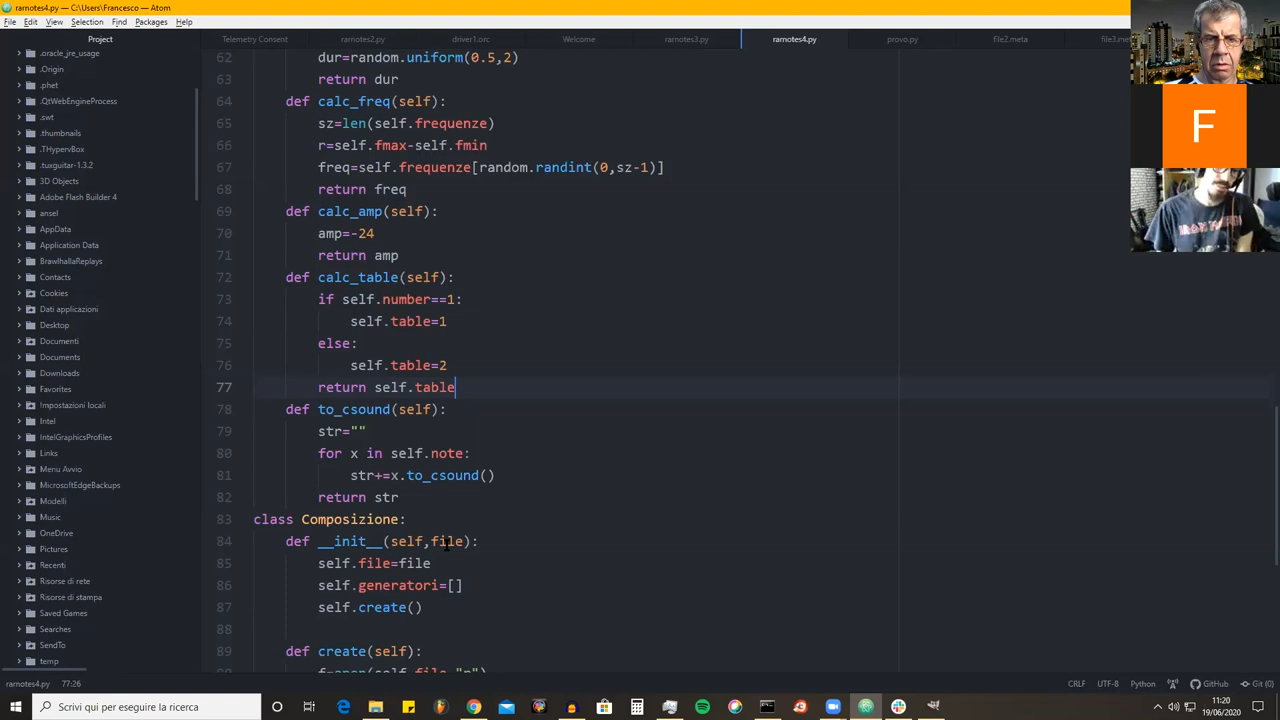 rarnotes4.py — C:\Users\Francesco — Atom
File Edit View Selection Find Packages Help
Project
Telemetry Consent rarnotes2.py driver1.orc Welcome rarnotes3.py rarnotes4.py provo.py file2.meta file3.meta
.oracle_jre_usage
.Origin
.phet
.QtWebEngineProcess
.swt
.thumbnails
.THypervBox
.tuxguitar-1.3.2
3D Objects
Adobe Flash Builder 4
ansel
AppData
Application Data
BrawlhallaReplays
Contacts
Cookies
Dati applicazioni
Desktop
Documenti
Documents
Downloads
Favorites
Impostazioni locali
Intel
IntelGraphicsProfiles
Links
Menu Avvio
MicrosoftEdgeBackups
Modelli
Music
OneDrive
Pictures
Recenti
Risorse di rete
Risorse di stampa
Saved Games
Searches
SendTo
temp
62 dur=random.uniform(0.5,2)
63 return dur
64 def calc_freq(self):
65 sz=len(self.frequenze)
66 r=self.fmax-self.fmin
67 freq=self.frequenze[random.randint(0,sz-1)]
68 return freq
69 def calc_amp(self):
70 amp=-24
71 return amp
72 def calc_table(self):
73 if self.number==1:
74 self.table=1
75 else:
76 self.table=2
77 return self.table
78 def to_csound(self):
79 str=""
80 for x in self.note:
81 str+=x.to_csound()
82 return str
83 class Composizione:
84 def __init__(self,file):
85 self.file=file
86 self.generatori=[]
87 self.create()
88
89 def create(self):
F
rarnotes4.py 77:26 CRLF UTF-8 Python GitHub Git (0)
Scrivi qui per eseguire la ricerca
11:20
19/06/2020